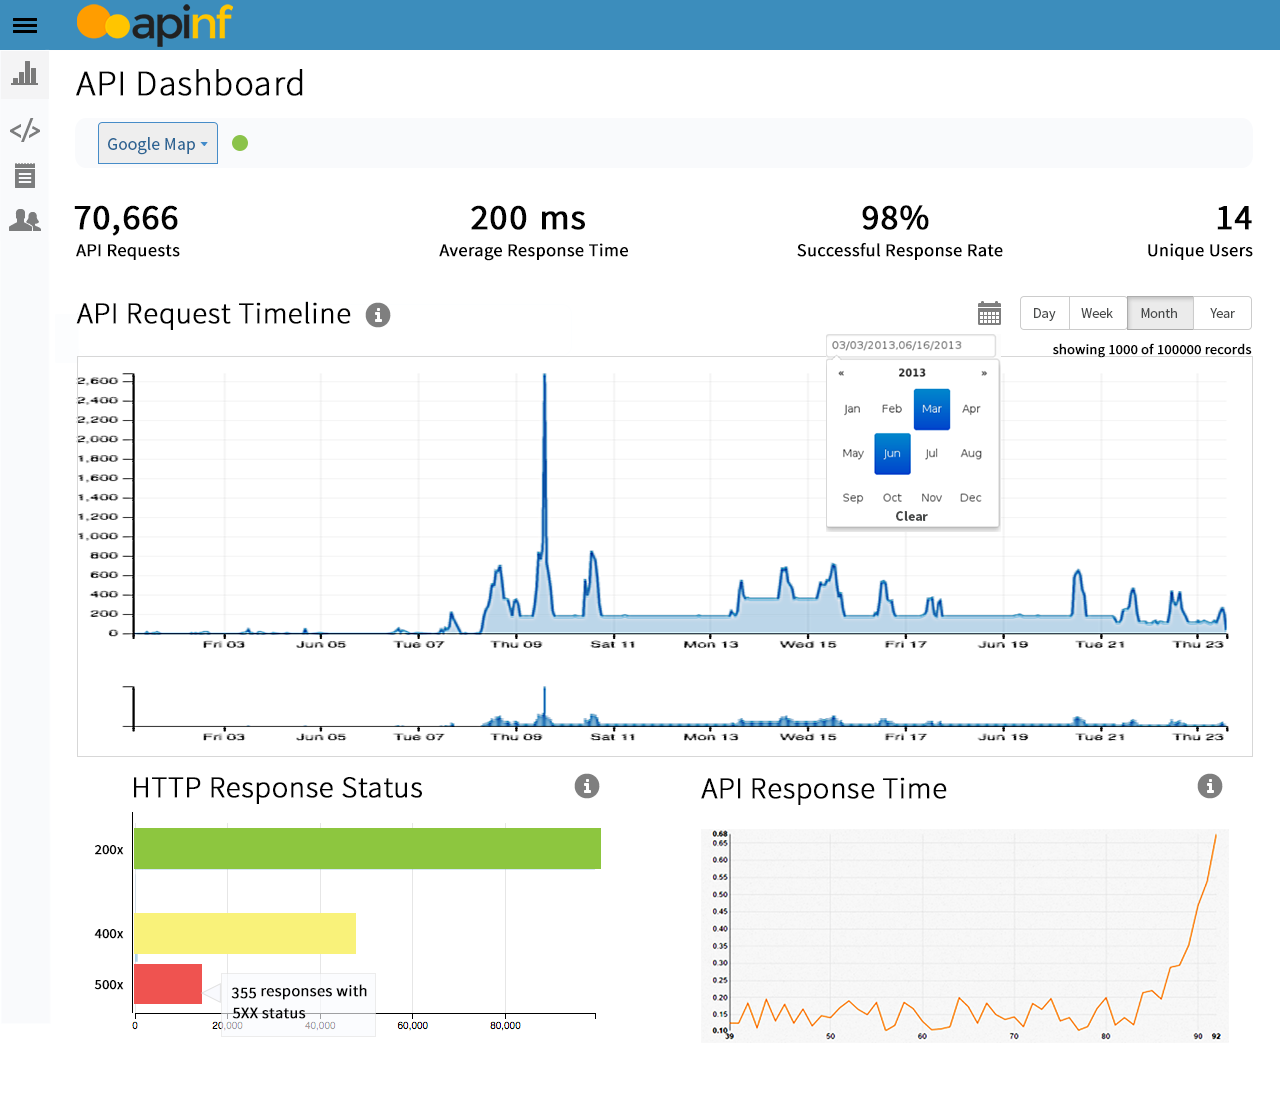 apinf
API Dashboard
Google Map
70,666
200 ms
98%
14
API Requests
Average Response Time
Successful Response Rate
Unique Users
API Request Timeline
Day
Week
Month
Year
03/03/2013,06/16/2013
showing 1000 of 100000 records
« 2013 »
Jan Feb Mar Apr
May Jun Jul Aug
Sep Oct Nov Dec
Clear
2,600
2,400
2,200
2,000
1,800
1,600
1,400
1,200
1,000
800
600
400
200
0
Fri 03 Jun 05 Tue 07 Thu 09 Sat 11 Mon 13 Wed 15 Fri 17 Jun 19 Tue 21 Thu 23
Fri 03 Jun 05 Tue 07 Thu 09 Sat 11 Mon 13 Wed 15 Fri 17 Jun 19 Tue 21 Thu 23
HTTP Response Status
200x
400x
500x
355 responses with
5XX status
0 20,000 40,000 60,000 80,000
API Response Time
0.68
0.65
0.60
0.55
0.50
0.45
0.40
0.35
0.30
0.25
0.20
0.15
0.10
39 50 60 70 80 90 92